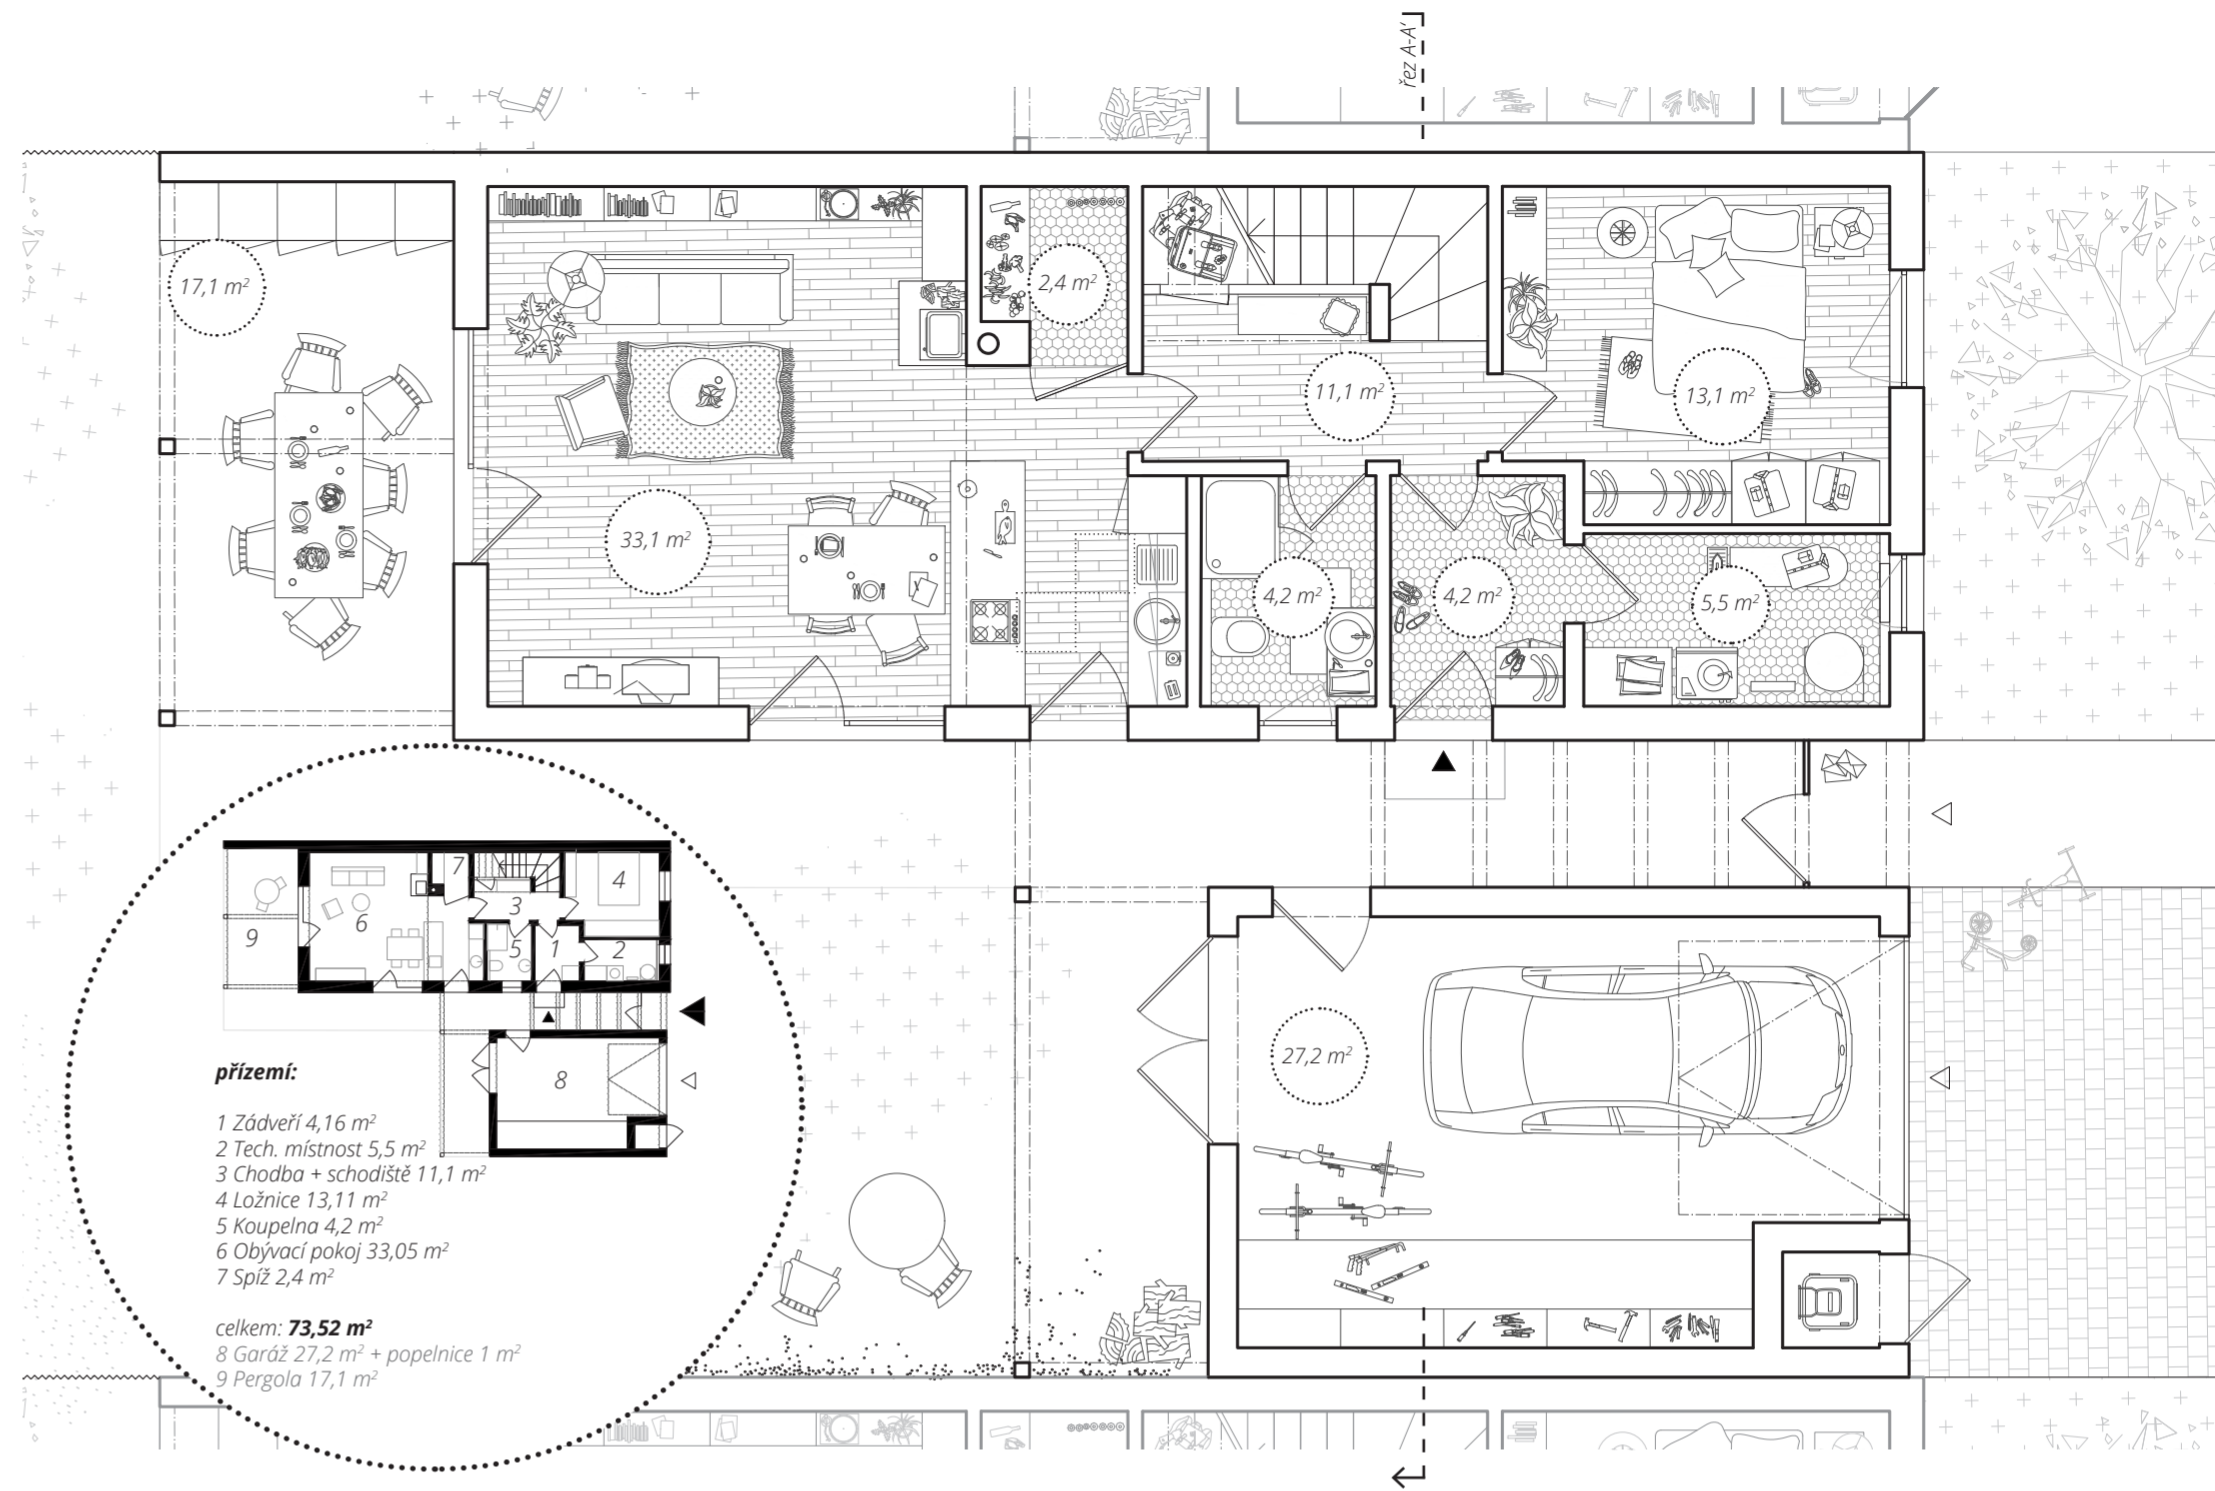 řez A-A'
17,1 m²
2,4 m²
11,1 m²
13,1 m²
33,1 m²
4,2 m²
4,2 m²
5,5 m²
27,2 m²
7
4
3
6
9
5
1
2
8
přízemí:
1 Zádveří 4,16 m²
2 Tech. místnost 5,5 m²
3 Chodba + schodiště 11,1 m²
4 Ložnice 13,11 m²
5 Koupelna 4,2 m²
6 Obývací pokoj 33,05 m²
7 Spíž 2,4 m²
celkem: 73,52 m²
8 Garáž 27,2 m² + popelnice 1 m²
9 Pergola 17,1 m²